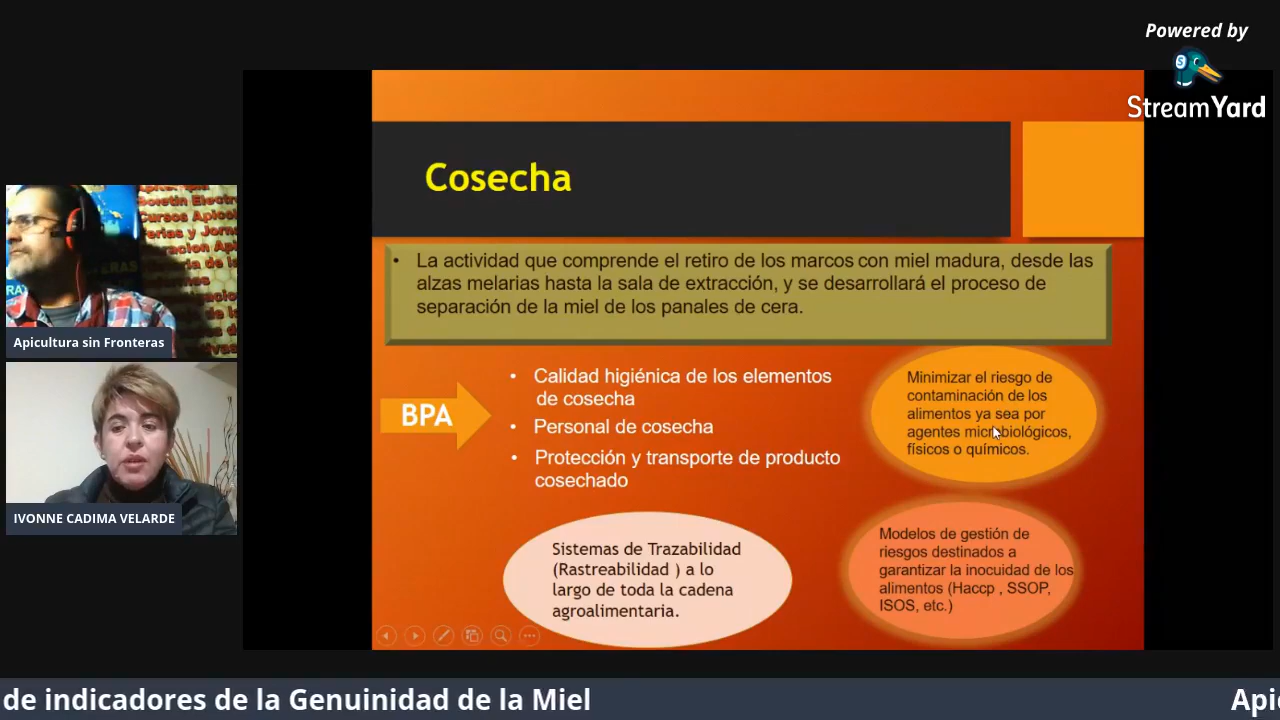 Powered by
StreamYard
Cosecha
• La actividad que comprende el retiro de los marcos con miel madura, desde las
alzas melarias hasta la sala de extracción, y se desarrollará el proceso de
separación de la miel de los panales de cera.
BPA
• Calidad higiénica de los elementos
de cosecha
• Personal de cosecha
• Protección y transporte de producto
cosechado
Minimizar el riesgo de
contaminación de los
alimentos ya sea por
agentes microbiológicos,
físicos o químicos.
Sistemas de Trazabilidad
(Rastreabilidad ) a lo
largo de toda la cadena
agroalimentaria.
Modelos de gestión de
riesgos destinados a
garantizar la inocuidad de los
alimentos (Haccp , SSOP,
ISOS, etc.)
Boletín Electró
Cursos Apícol
Apicultura sin Fronteras
IVONNE CADIMA VELARDE
de indicadores de la Genuinidad de la Miel
Apic